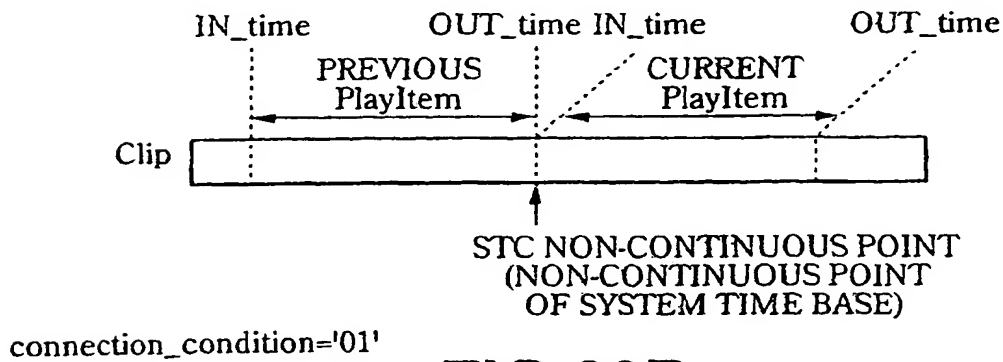 IN_time OUT_time IN_time OUT_time
PREVIOUS CURRENT
PlayItem PlayItem
Clip
STC NON-CONTINUOUS POINT
(NON-CONTINUOUS POINT
OF SYSTEM TIME BASE)
connection_condition='01'